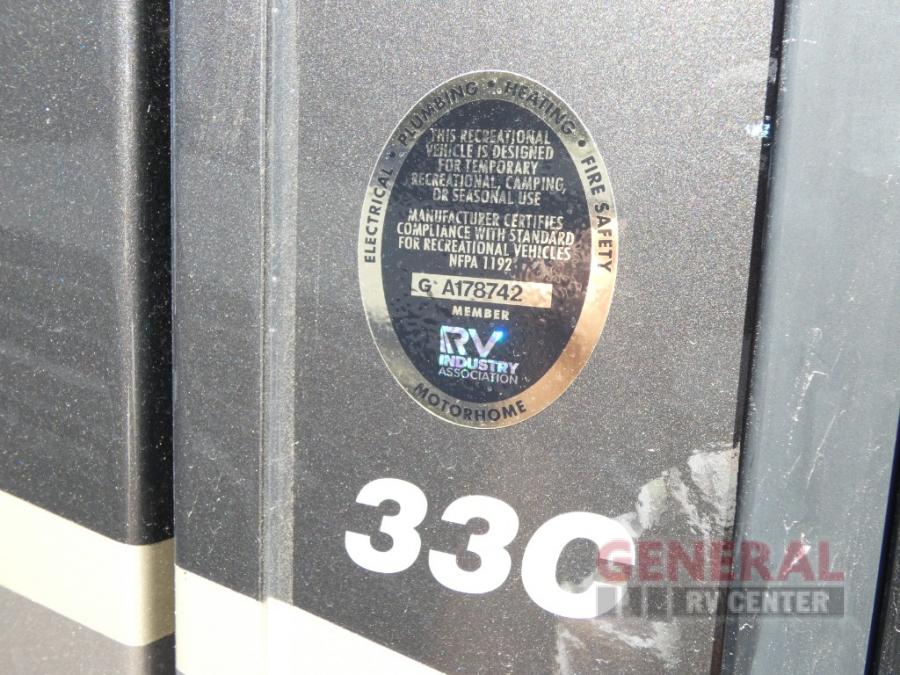 ELECTRICAL • PLUMBING • HEATING • FIRE SAFETY
THIS RECREATIONAL
VEHICLE IS DESIGNED
FOR TEMPORARY
RECREATIONAL, CAMPING,
OR SEASONAL USE
MANUFACTURER CERTIFIES
COMPLIANCE WITH STANDARD
FOR RECREATIONAL VEHICLES
NFPA 1192
G A178742
MEMBER
RV
INDUSTRY
ASSOCIATION
MOTORHOME
33C
GENERAL
RV CENTER